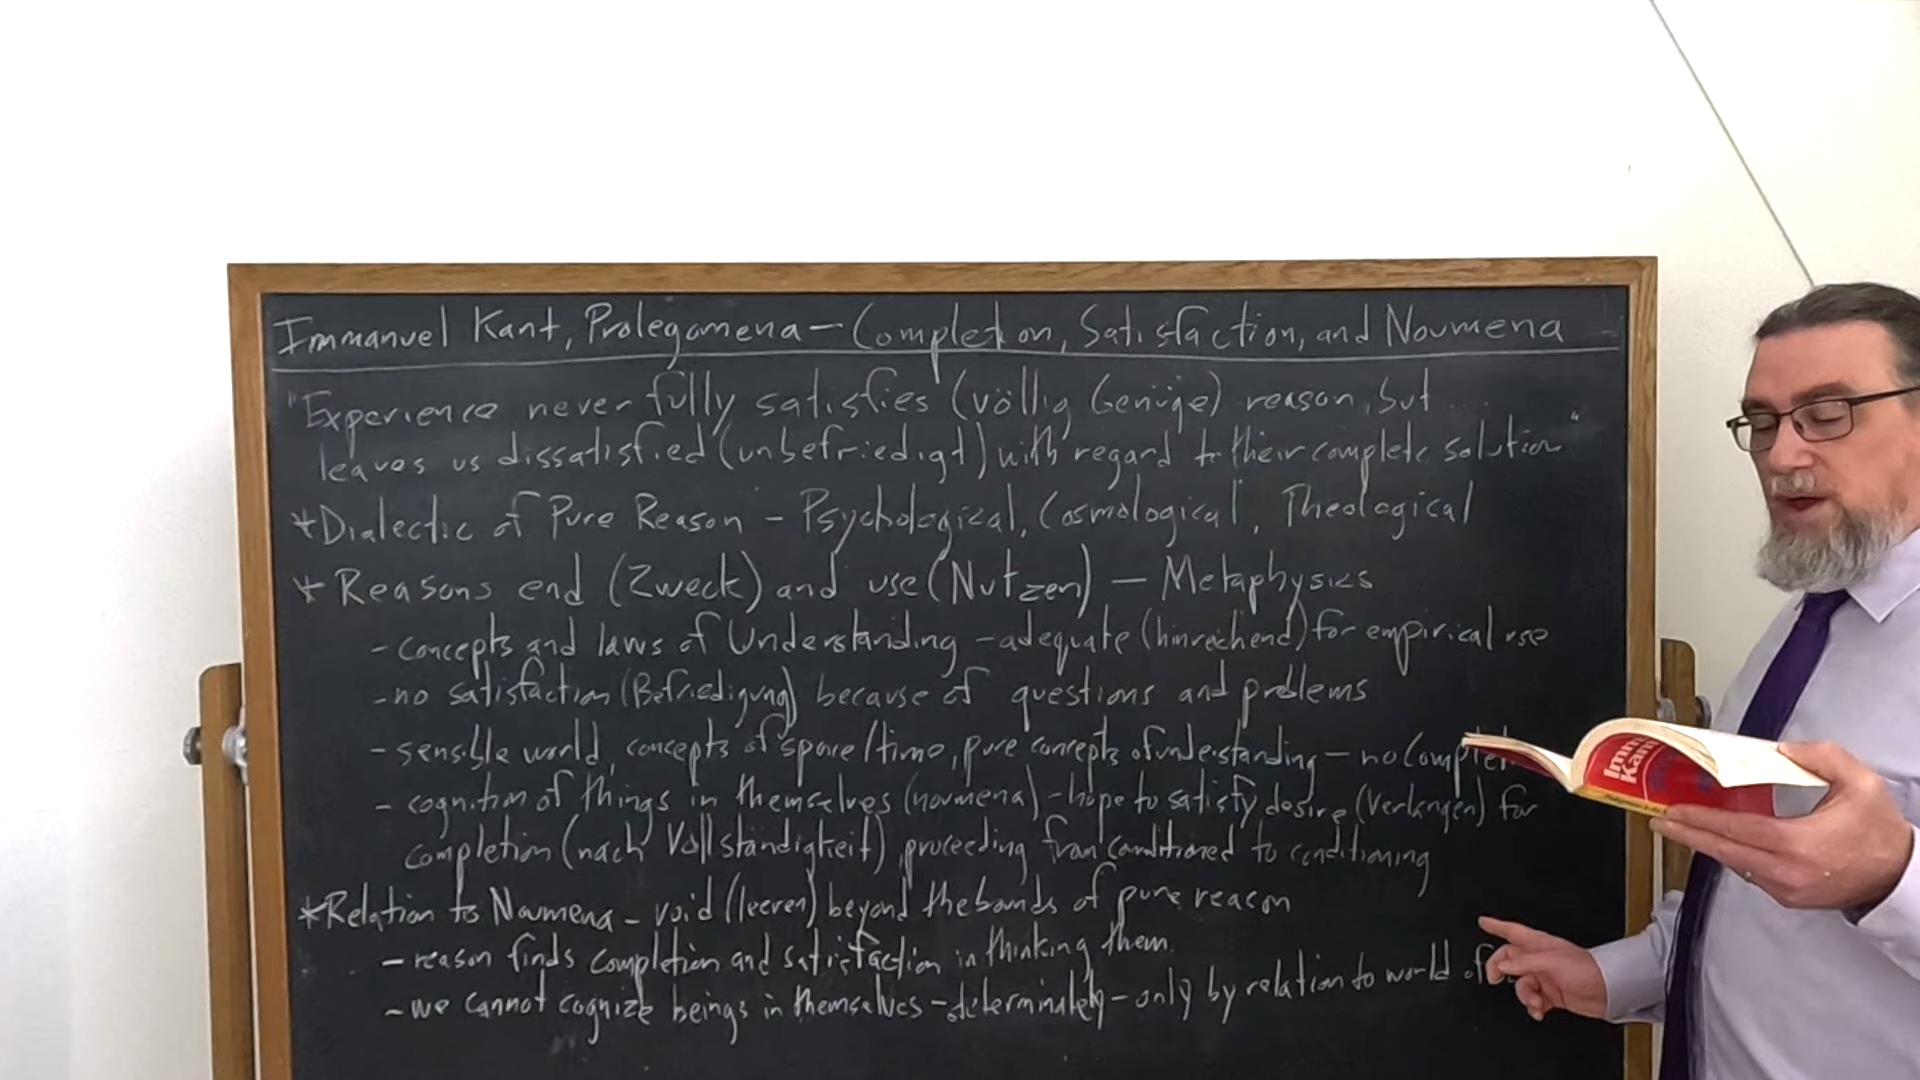 Immanuel Kant, Prolegomena — Completion, Satisfaction, and Noumena
"Experience never fully satisfies (völlig Genüge) reason, but ....
leaves us dissatisfied (unbefriedigt) with regard to their complete solution"
* Dialectic of Pure Reason - Psychological, Cosmological, Theological
* Reasons end (Zweck) and use (Nutzen) — Metaphysics
- concepts and laws of Understanding - adequate (hinreichend) for empirical use
- no satisfaction (Befriedigung) because of questions and problems
- sensible world, concepts of space/time, pure concepts of understanding - no complet
- cognition of things in themselves (noumena) - hope to satisfy desire (Verlangen) for
completion (nach Vollständigkeit) proceeding from conditioned to conditioning
* Relation to Noumena - void (leeren) beyond the bounds of pure reason
- reason finds completion and satisfaction in thinking them
- we cannot cognize beings in themselves - determinately - only by relation to world of
Imm
Kan